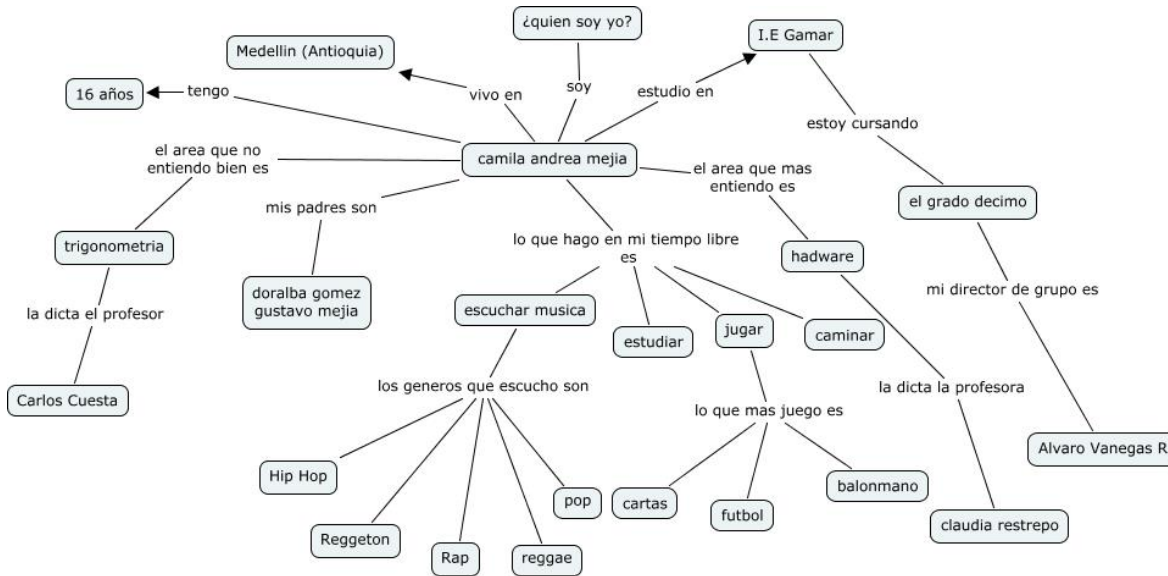 ¿quien soy yo?
I.E Gamar
Medellin (Antioquia)
16 años
tengo
vivo en
soy
estudio en
estoy cursando
el area que no
entiendo bien es
camila andrea mejia
el area que mas
entiendo es
mis padres son
el grado decimo
trigonometria
lo que hago en mi tiempo libre
es
hadware
doralba gomez
gustavo mejia
mi director de grupo es
la dicta el profesor
escuchar musica
estudiar
jugar
caminar
Carlos Cuesta
los generos que escucho son
la dicta la profesora
lo que mas juego es
Alvaro Vanegas R
Hip Hop
pop
cartas
futbol
balonmano
Reggeton
Rap
reggae
claudia restrepo